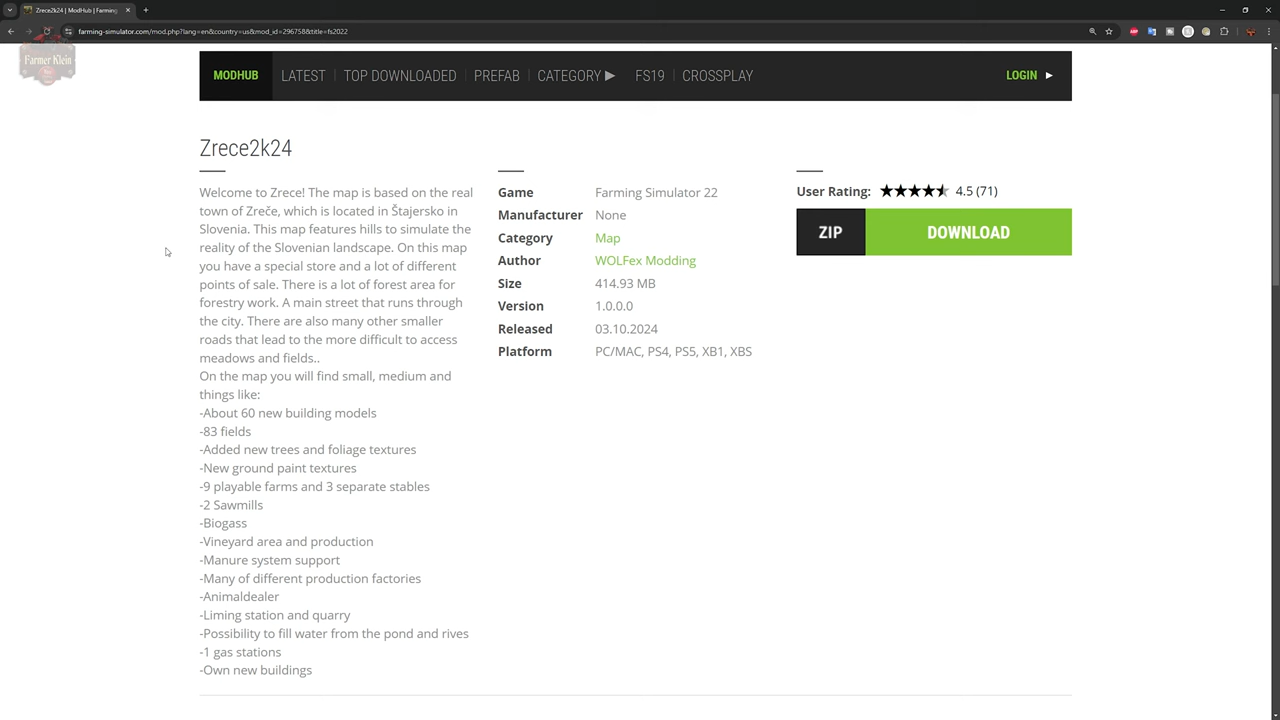 Zrece2k24 | ModHub | Farming
farming-simulator.com/mod.php?lang=en&country=us&mod_id=296758&title=fs2022
Farmer Klein
MODHUB LATEST TOP DOWNLOADED PREFAB CATEGORY ▶ FS19 CROSSPLAY LOGIN ▶
Zrece2k24
Welcome to Zrece! The map is based on the real
town of Zreče, which is located in Štajersko in
Slovenia. This map features hills to simulate the
reality of the Slovenian landscape. On this map
you have a special store and a lot of different
points of sale. There is a lot of forest area for
forestry work. A main street that runs through
the city. There are also many other smaller
roads that lead to the more difficult to access
meadows and fields..
On the map you will find small, medium and
things like:
-About 60 new building models
-83 fields
-Added new trees and foliage textures
-New ground paint textures
-9 playable farms and 3 separate stables
-2 Sawmills
-Biogass
-Vineyard area and production
-Manure system support
-Many of different production factories
-Animaldealer
-Liming station and quarry
-Possibility to fill water from the pond and rives
-1 gas stations
-Own new buildings
Game Farming Simulator 22
Manufacturer None
Category Map
Author WOLFex Modding
Size 414.93 MB
Version 1.0.0.0
Released 03.10.2024
Platform PC/MAC, PS4, PS5, XB1, XBS
User Rating: 4.5 (71)
ZIP DOWNLOAD